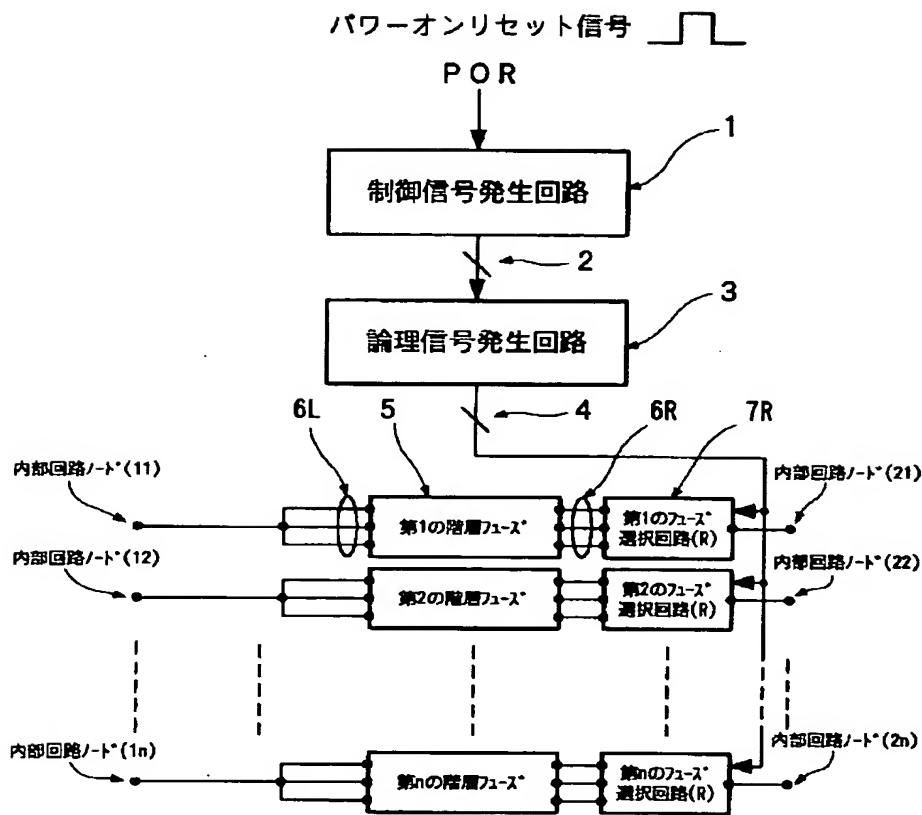 パワーオンリセット信号
POR
1
制御信号発生回路
2
3
論理信号発生回路
4
6L
5
6R
7R
内部回路ノード(11)
第1の階層フューズ
第1のフューズ
選択回路(R)
内部回路ノード(21)
内部回路ノード(12)
第2の階層フューズ
第2のフューズ
選択回路(R)
内部回路ノード(22)
内部回路ノード(1n)
第nの階層フューズ
第nのフューズ
選択回路(R)
内部回路ノード(2n)